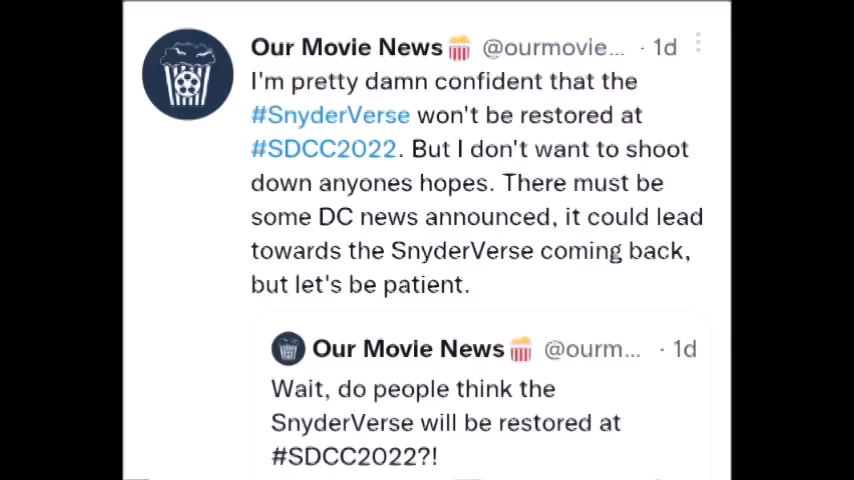 Our Movie News🍿 @ourmovie... · 1d
I'm pretty damn confident that the
#SnyderVerse won't be restored at
#SDCC2022. But I don't want to shoot
down anyones hopes. There must be
some DC news announced, it could lead
towards the SnyderVerse coming back,
but let's be patient.
Our Movie News🍿 @ourm... · 1d
Wait, do people think the
SnyderVerse will be restored at
#SDCC2022?!